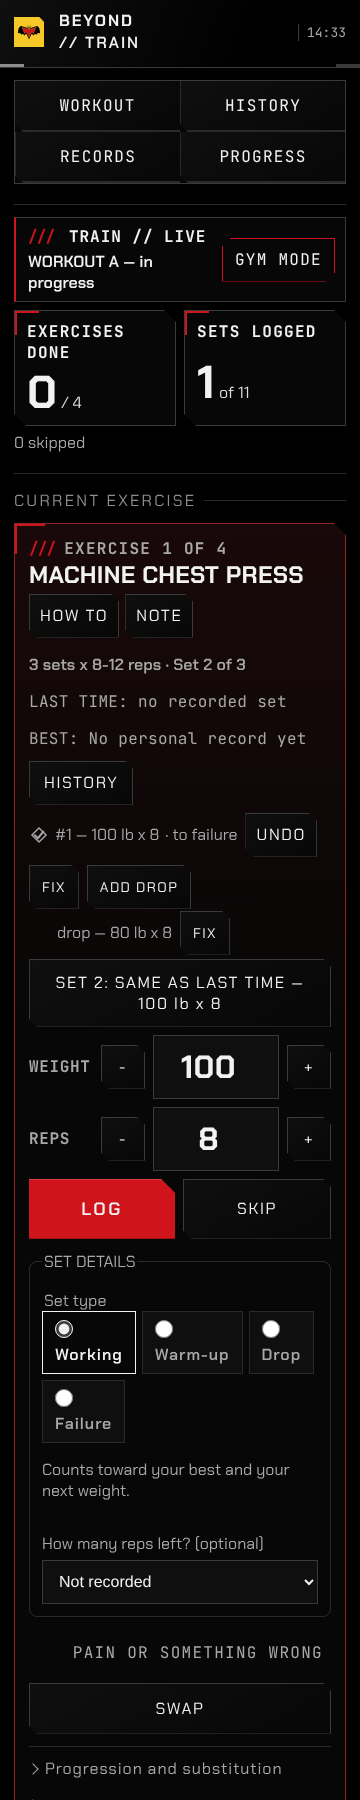 BEYOND
// TRAIN
14:33
WORKOUT
HISTORY
RECORDS
PROGRESS
/// TRAIN // LIVE
WORKOUT A — in
progress
GYM MODE
EXERCISES
DONE
0 / 4
SETS LOGGED
1 of 11
0 skipped
CURRENT EXERCISE
/// EXERCISE 1 OF 4
MACHINE CHEST PRESS
HOW TO
NOTE
3 sets x 8-12 reps · Set 2 of 3
LAST TIME: no recorded set
BEST: No personal record yet
HISTORY
#1 — 100 lb x 8 · to failure
UNDO
FIX
ADD DROP
drop — 80 lb x 8
FIX
SET 2: SAME AS LAST TIME —
100 lb x 8
WEIGHT - 100 +
REPS - 8 +
LOG
SKIP
SET DETAILS
Set type
Working
Warm-up
Drop
Failure
Counts toward your best and your
next weight.
How many reps left? (optional)
Not recorded
PAIN OR SOMETHING WRONG
SWAP
Progression and substitution